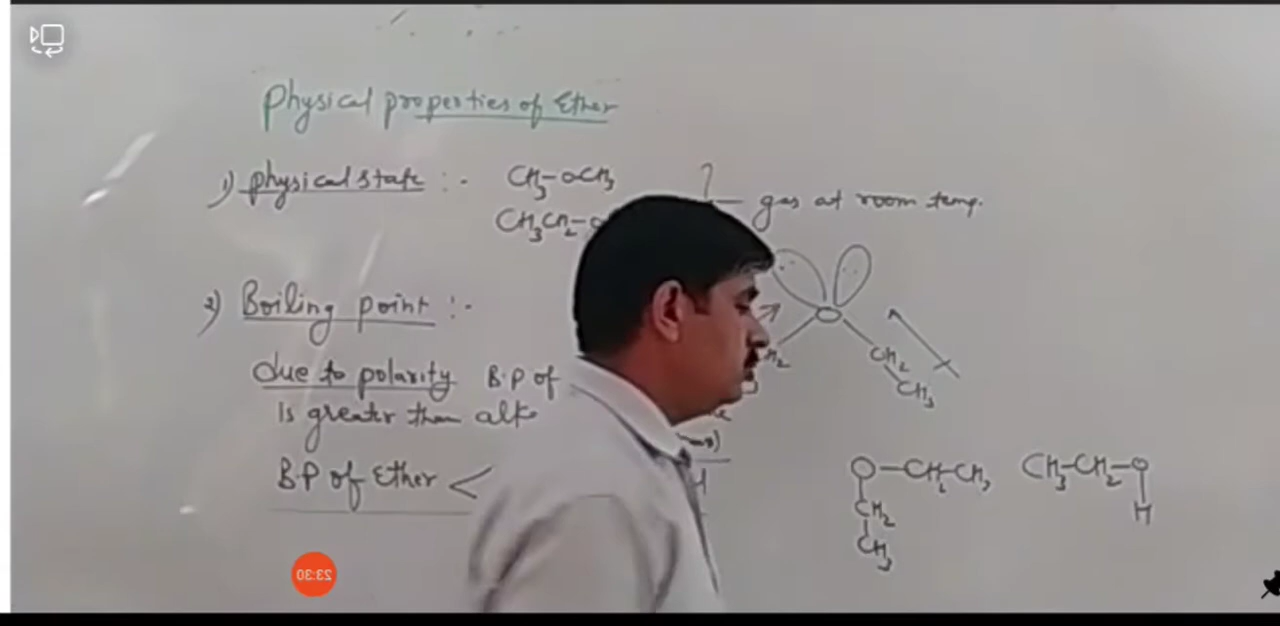 Physical properties of Ether
1) physical state :- CH3-OCH3
CH3CH2-O
gas at room temp.
2) Boiling point :-
due to polarity B.P of
is greater than alk
B.P of Ether <
CH2
CH2
CH3
O-CH2-CH3 CH3-CH2-O
CH2 H
CH3
23:30